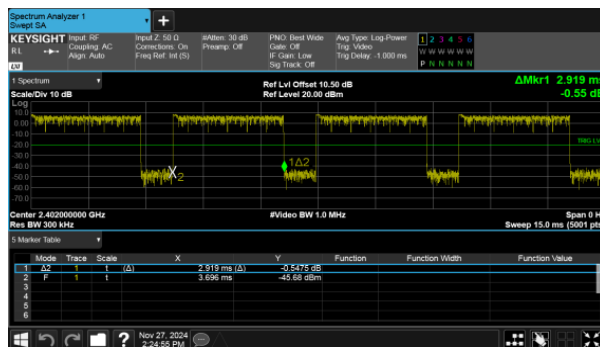 Spectrum Analyzer 1
Swept SA
+
KEYSIGHT Input: RF Input Z: 50 Ω #Atten: 30 dB PNO: Best Wide Avg Type: Log-Power 1 2 3 4 5 6
RL Coupling: AC Corrections: On Preamp: Off Gate: Off Trig: Video W W W W W W
Align: Auto Freq Ref: Int (S) IF Gain: Low Trig Delay: -1.000 ms
Sig Track: Off P N N N N N
1 Spectrum Ref Lvl Offset 10.50 dB ΔMkr1 2.919 ms
Scale/Div 10 dB Ref Level 20.00 dBm -0.55 dB
Log
10.0
0.00
-10.0
-20.0 TRIG LVL
-30.0
-40.0 1Δ2
-50.0 X2
-60.0
-70.0
Center 2.402000000 GHz #Video BW 1.0 MHz Span 0 H
Res BW 300 kHz Sweep 15.0 ms (5001 pts
5 Marker Table
Mode Trace Scale X Y Function Function Width Function Value
1 Δ2 1 t (Δ) 2.919 ms (Δ) -0.5475 dB
2 F 1 t 3.696 ms -45.68 dBm
3
4
5
6
? Nov 27, 2024
2:24:55 PM